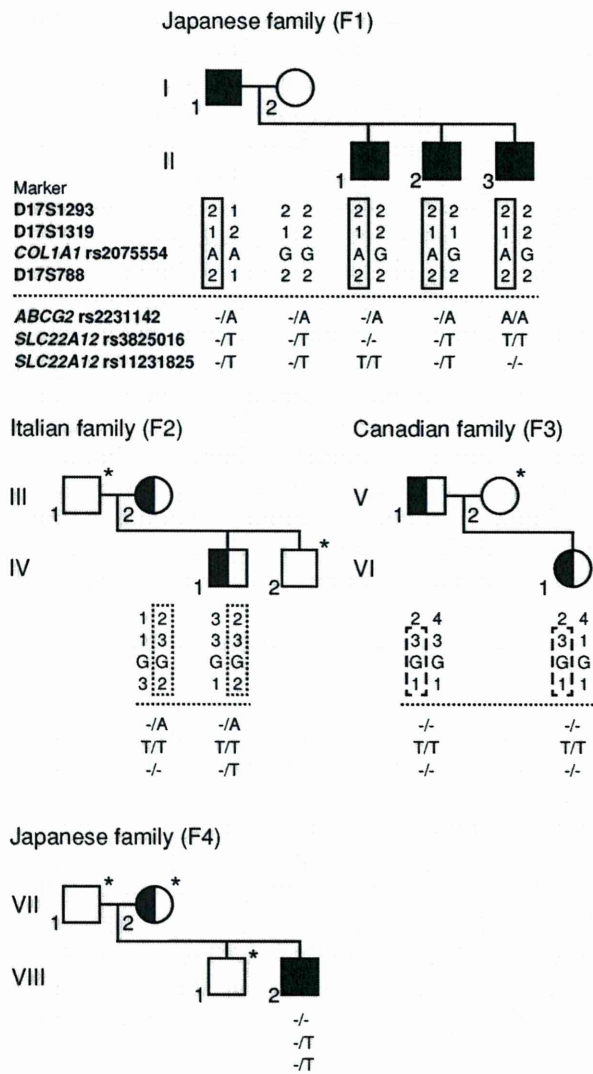 Japanese family (F1)
I
1 2
II
1 2 3
Marker
D17S1293 2 1 2 2 2 2 2 2 2 2
D17S1319 1 2 1 2 1 2 1 1 1 2
COL1A1 rs2075554 A A G G A G A G A G
D17S788 2 1 2 2 2 2 2 2 2 2
ABCG2 rs2231142 -/A -/A -/A -/A A/A
SLC22A12 rs3825016 -/T -/T -/- -/T T/T
SLC22A12 rs11231825 -/T -/T T/T -/T -/-
Italian family (F2) Canadian family (F3)
III 1 * 2 V 1 2 *
IV 1 2 * VI 1
1 2 3 2 2 4 2 4
1 3 3 3 3 3 3 1
G G G G G G G G
3 2 1 2 1 1 1 1
-/A -/A -/- -/-
T/T T/T T/T T/T
-/- -/T -/- -/-
Japanese family (F4)
VII 1 * 2 *
VIII 1 * 2
-/-
-/T
-/T